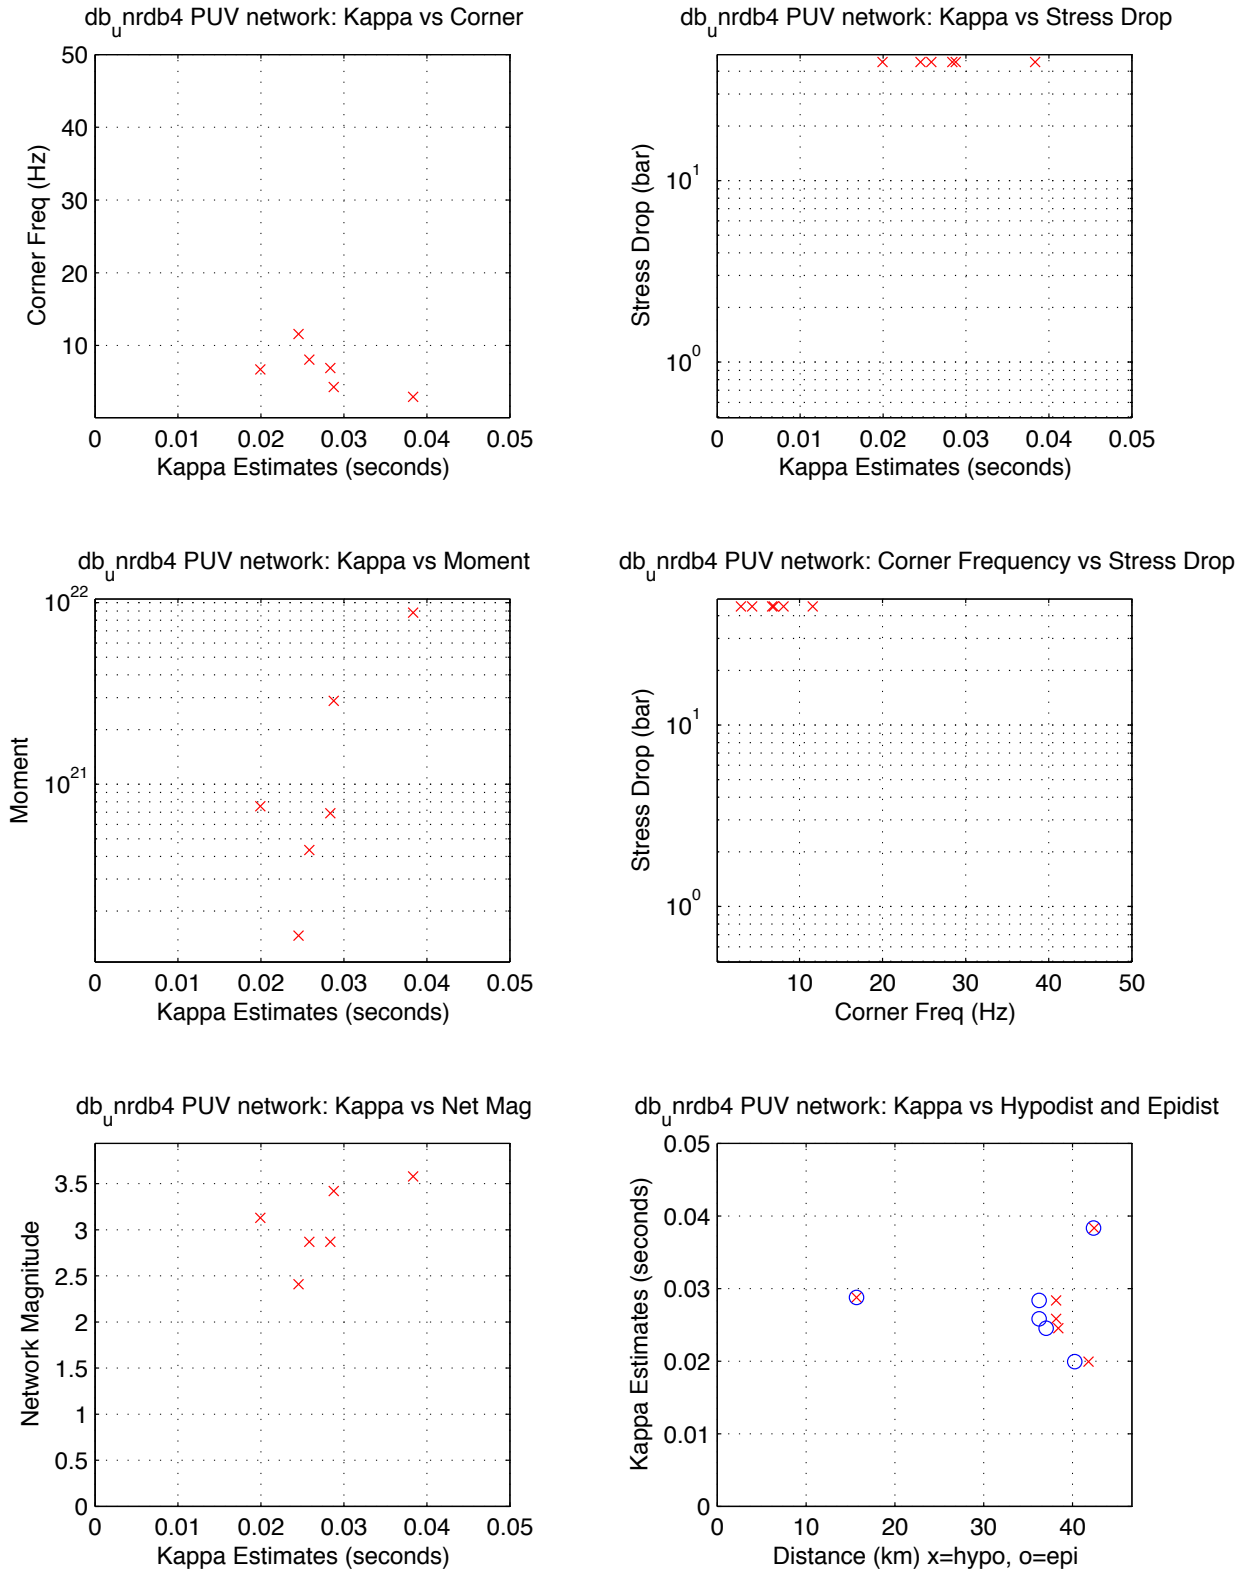 db_unrdb4 PUV network: Kappa vs Corner
50
40
30
20
10
Corner Freq (Hz)
0 0.01 0.02 0.03 0.04 0.05
Kappa Estimates (seconds)
db_unrdb4 PUV network: Kappa vs Stress Drop
10^1
10^0
Stress Drop (bar)
0 0.01 0.02 0.03 0.04 0.05
Kappa Estimates (seconds)
db_unrdb4 PUV network: Kappa vs Moment
10^22
10^21
Moment
0 0.01 0.02 0.03 0.04 0.05
Kappa Estimates (seconds)
db_unrdb4 PUV network: Corner Frequency vs Stress Drop
10^1
10^0
Stress Drop (bar)
10 20 30 40 50
Corner Freq (Hz)
db_unrdb4 PUV network: Kappa vs Net Mag
3.5
3
2.5
2
1.5
1
0.5
0
Network Magnitude
0 0.01 0.02 0.03 0.04 0.05
Kappa Estimates (seconds)
db_unrdb4 PUV network: Kappa vs Hypodist and Epidist
0.05
0.04
0.03
0.02
0.01
0
Kappa Estimates (seconds)
0 10 20 30 40
Distance (km) x=hypo, o=epi